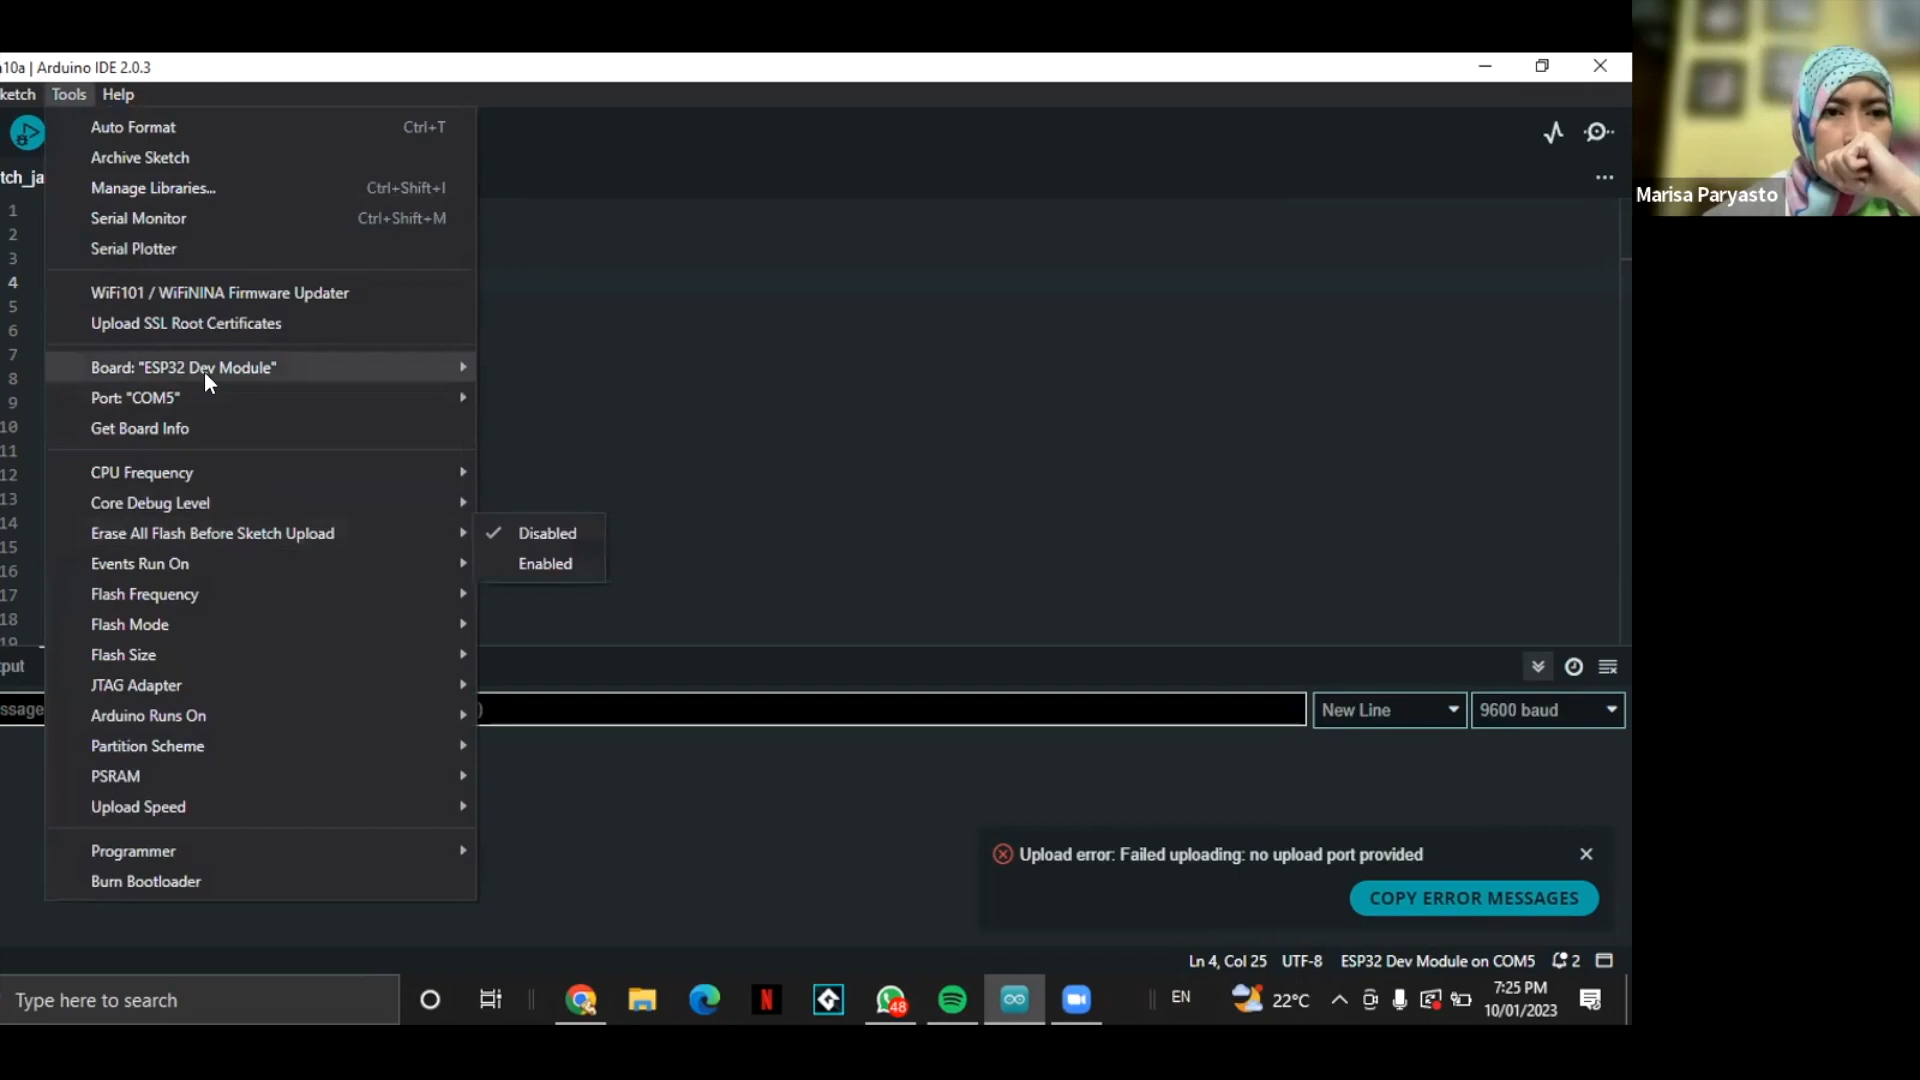 10a | Arduino IDE 2.0.3
ketch Tools Help
Auto Format Ctrl+T
Archive Sketch
Manage Libraries... Ctrl+Shift+I
Serial Monitor Ctrl+Shift+M
Serial Plotter
WiFi101 / WiFiNINA Firmware Updater
Upload SSL Root Certificates
Board: "ESP32 Dev Module"
Port: "COM5"
Get Board Info
CPU Frequency
Core Debug Level
Erase All Flash Before Sketch Upload
Events Run On
Flash Frequency
Flash Mode
Flash Size
JTAG Adapter
Arduino Runs On
Partition Scheme
PSRAM
Upload Speed
Programmer
Burn Bootloader
Disabled
Enabled
tch_ja
1
2
3
4
5
6
7
8
9
10
11
12
13
14
15
16
17
18
19
put
ssage
)
New Line
9600 baud
Upload error: Failed uploading: no upload port provided
COPY ERROR MESSAGES
Ln 4, Col 25 UTF-8 ESP32 Dev Module on COM5 2
Type here to search
N
48
EN
22°C
7:25 PM
10/01/2023
Marisa Paryasto